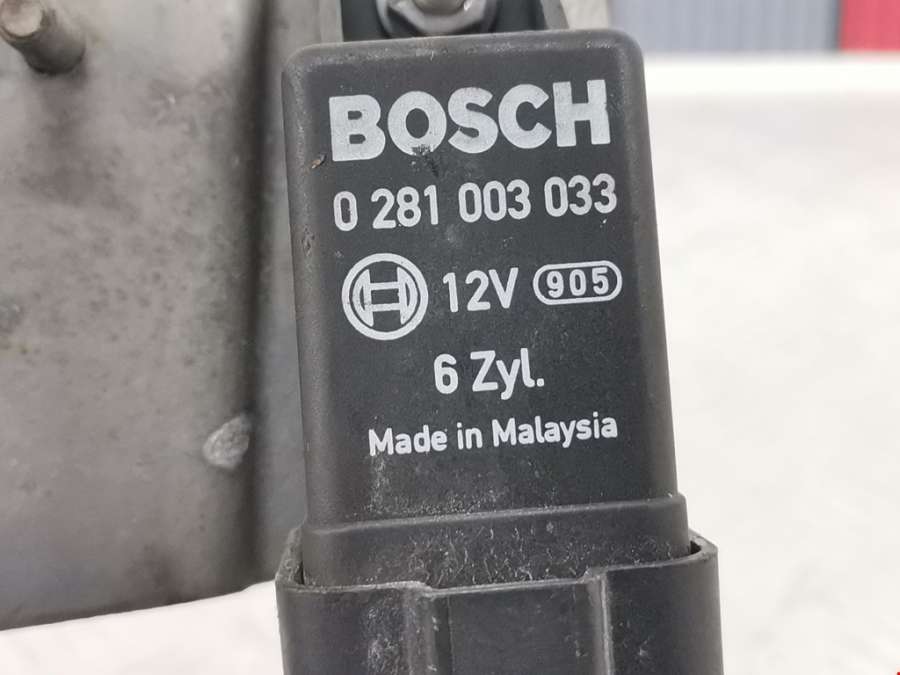 BOSCH
0 281 003 033
12V 905
6 Zyl.
Made in Malaysia